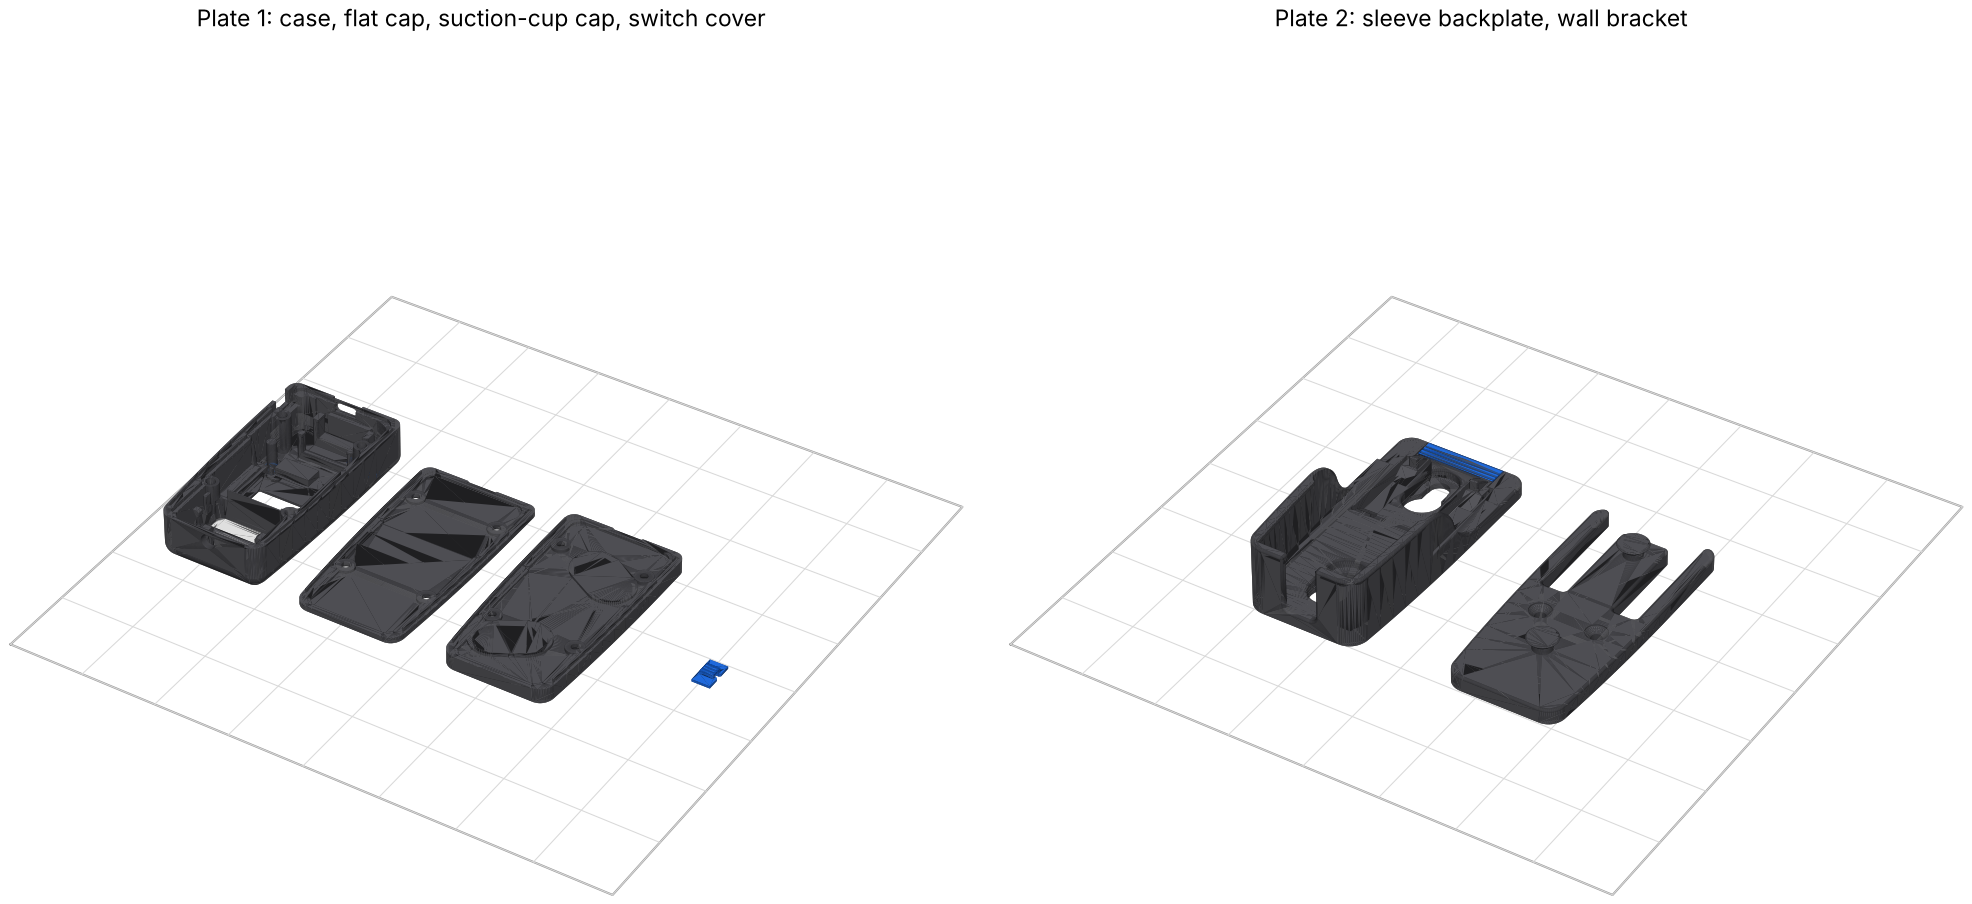 Plate 1: case, flat cap, suction-cup cap, switch cover
Plate 2: sleeve backplate, wall bracket